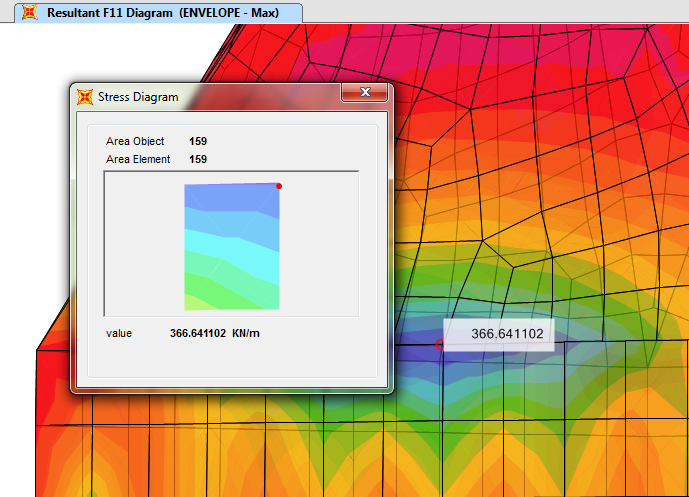 Resultant F11 Diagram (ENVELOPE - Max)
Stress Diagram
Area Object 159
Area Element 159
value 366.641102 KN/m
366.641102